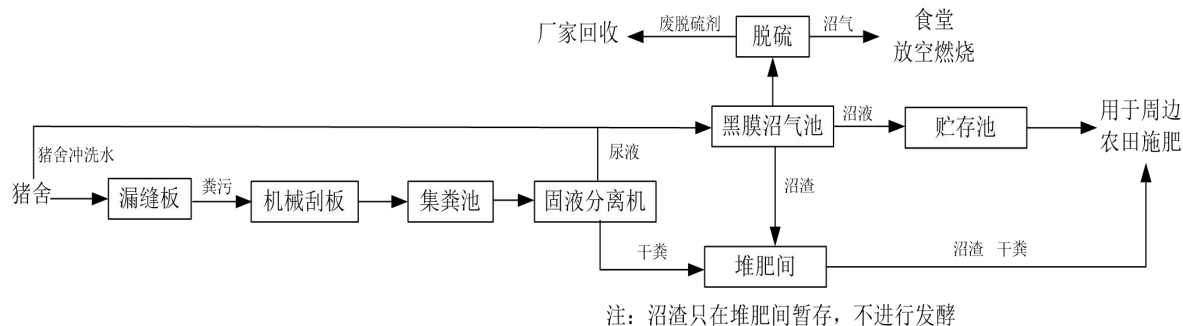 厂家回收
废脱硫剂
脱硫
沼气
食堂
放空燃烧
猪舍冲洗水
尿液
黑膜沼气池
沼液
贮存池
用于周边
农田施肥
猪舍
漏缝板
粪污
机械刮板
集粪池
固液分离机
沼渣
干粪
堆肥间
沼渣 干粪
注：沼渣只在堆肥间暂存，不进行发酵